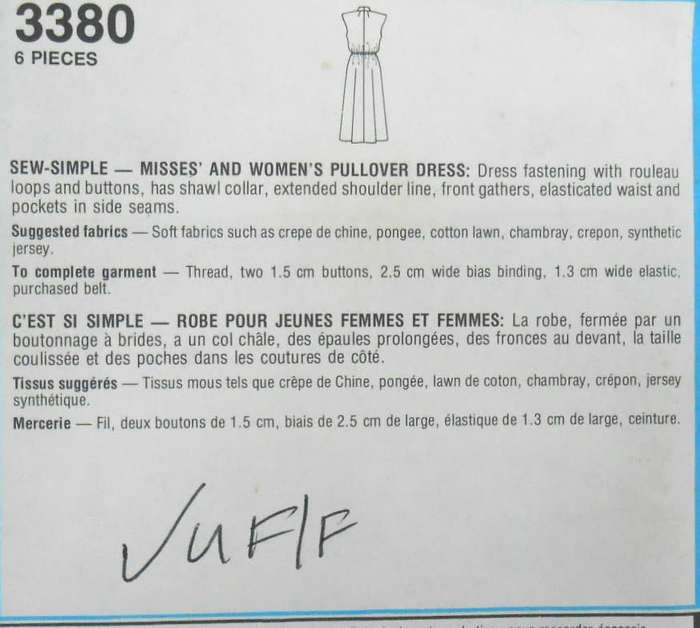 3380
6 PIECES
SEW-SIMPLE — MISSES' AND WOMEN'S PULLOVER DRESS: Dress fastening with rouleau
loops and buttons, has shawl collar, extended shoulder line, front gathers, elasticated waist and
pockets in side seams.
Suggested fabrics — Soft fabrics such as crepe de chine, pongee, cotton lawn, chambray, crepon, synthetic
jersey.
To complete garment — Thread, two 1.5 cm buttons, 2.5 cm wide bias binding, 1.3 cm wide elastic,
purchased belt.
C'EST SI SIMPLE — ROBE POUR JEUNES FEMMES ET FEMMES: La robe, fermée par un
boutonnage à brides, a un col châle, des épaules prolongées, des fronces au devant, la taille
coulissée et des poches dans les coutures de côté.
Tissus suggérés — Tissus mous tels que crêpe de Chine, pongée, lawn de coton, chambray, crépon, jersey
synthétique.
Mercerie — Fil, deux boutons de 1.5 cm, biais de 2.5 cm de large, élastique de 1.3 cm de large, ceinture.
✓UF/F